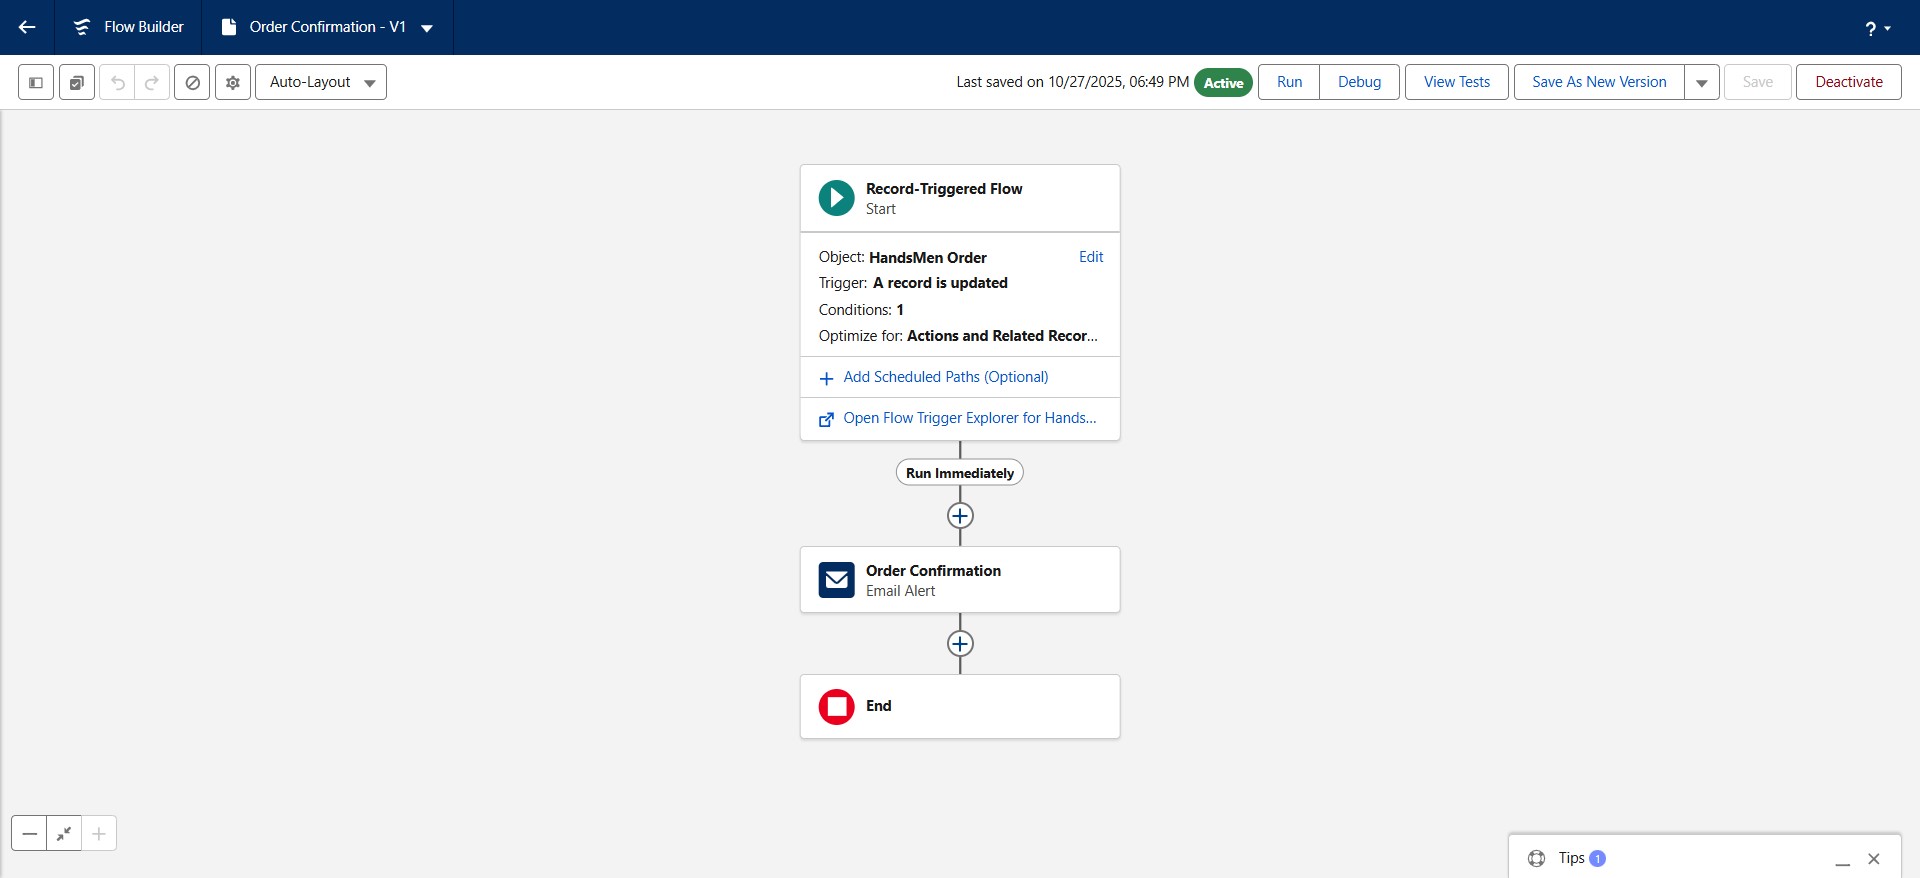 Flow Builder
Order Confirmation - V1
?
Auto-Layout
Last saved on 10/27/2025, 06:49 PM
Active
Run
Debug
View Tests
Save As New Version
Save
Deactivate
Record-Triggered Flow
Start
Object: HandsMen Order
Edit
Trigger: A record is updated
Conditions: 1
Optimize for: Actions and Related Recor...
Add Scheduled Paths (Optional)
Open Flow Trigger Explorer for Hands...
Run Immediately
Order Confirmation
Email Alert
End
Tips 1